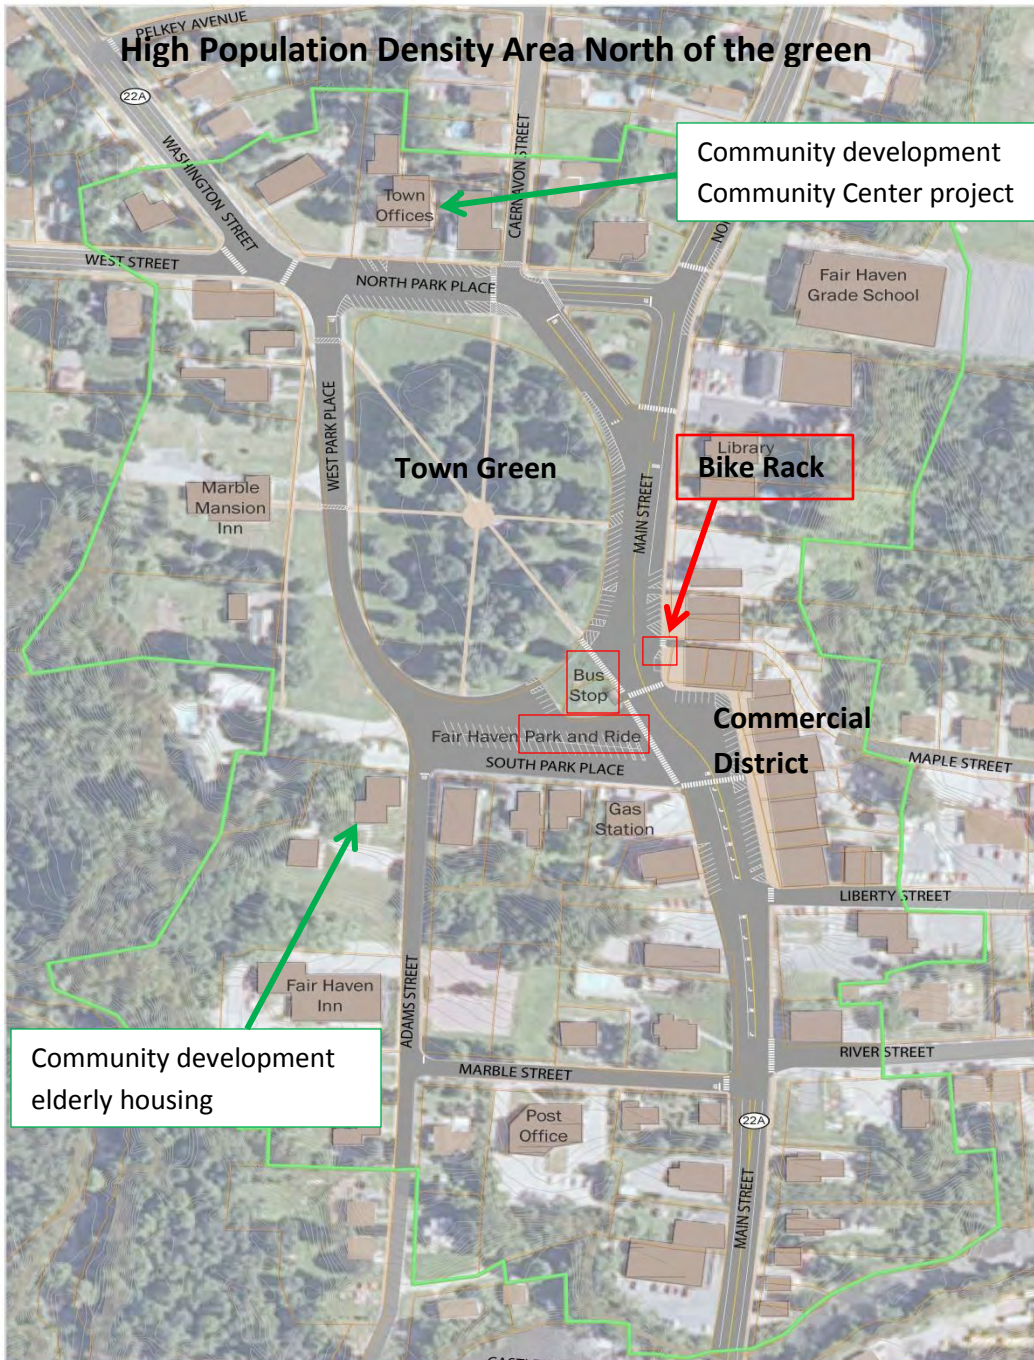 PELKEY AVENUE
High Population Density Area North of the green
22A
WASHINGTON STREET
CAERNAVON STREET
Community development
Community Center project
Town
Offices
WEST STREET
NORTH PARK PLACE
Fair Haven
Grade School
WEST PARK PLACE
Town Green
MAIN STREET
Library
Bike Rack
Marble
Mansion
Inn
Bus
Stop
Commercial
District
Fair Haven Park and Ride
SOUTH PARK PLACE
MAPLE STREET
Gas
Station
LIBERTY STREET
Fair Haven
Inn
ADAMS STREET
Community development
elderly housing
RIVER STREET
MARBLE STREET
Post
Office
22A
MAIN STREET